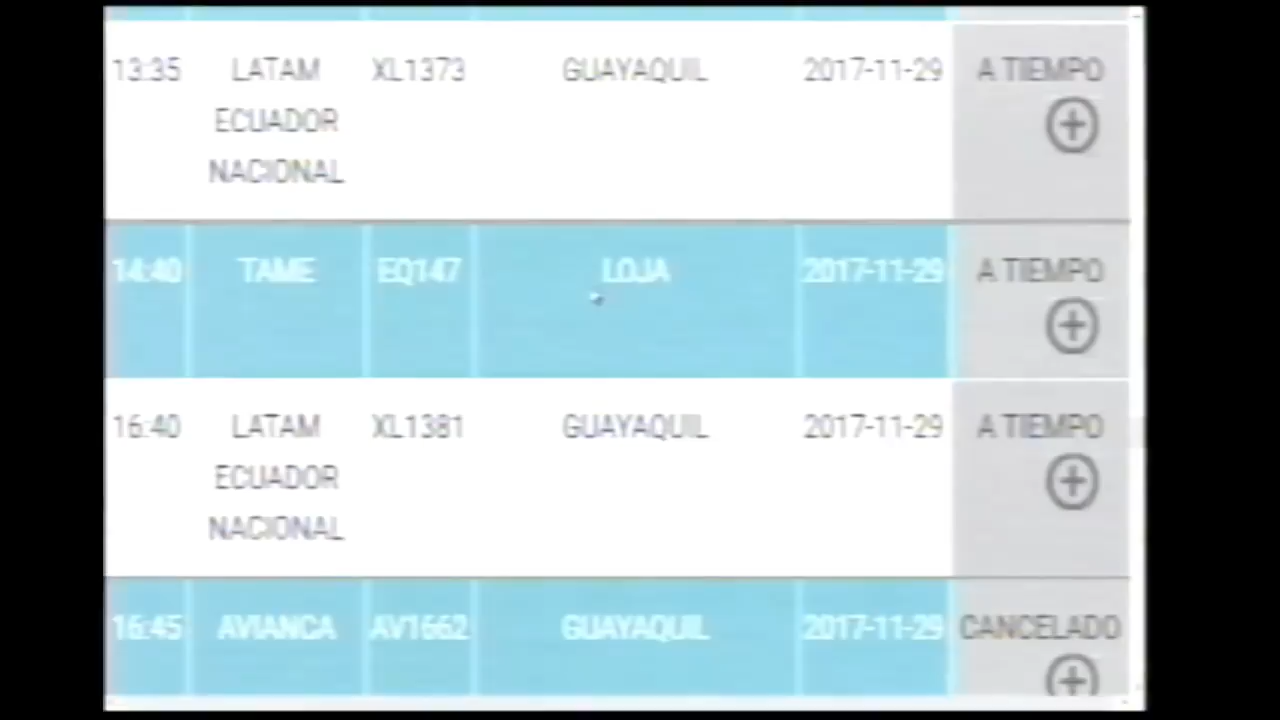 13:35 LATAM XL1373 GUAYAQUIL 2017-11-29 A TIEMPO
ECUADOR
NACIONAL
14:40 TAME EQ147 LOJA 2017-11-29 A TIEMPO
16:40 LATAM XL1381 GUAYAQUIL 2017-11-29 A TIEMPO
ECUADOR
NACIONAL
16:45 AVIANCA AV1662 GUAYAQUIL 2017-11-29 CANCELADO